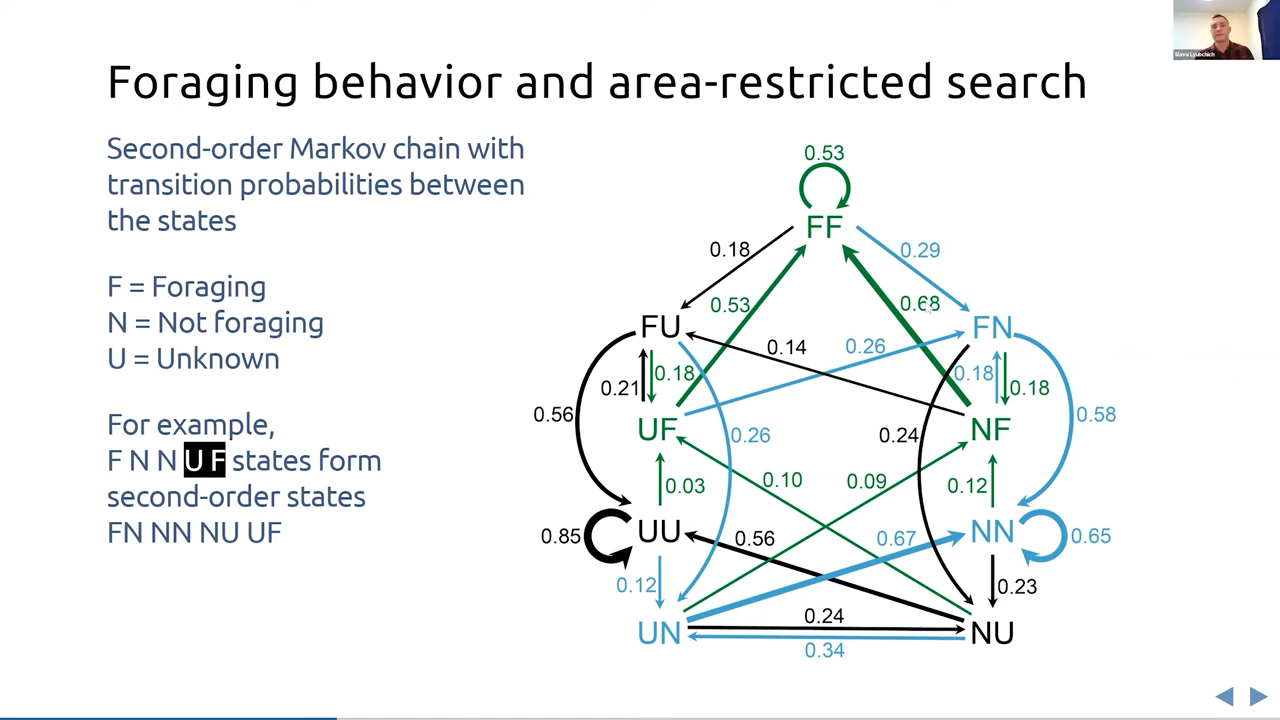 Slava Lyubchich
Foraging behavior and area-restricted search
Second-order Markov chain with
transition probabilities between
the states
F = Foraging
N = Not foraging
U = Unknown
For example,
F N N U F states form
second-order states
FN NN NU UF
0.53
FF
0.18
0.29
0.53
0.68
FU
FN
0.14
0.26
0.21
0.18
0.18
0.18
0.56
0.58
UF
NF
0.26
0.24
0.03
0.10
0.09
0.12
0.85
UU
0.56
0.67
NN
0.65
0.12
0.23
UN
0.24
NU
0.34